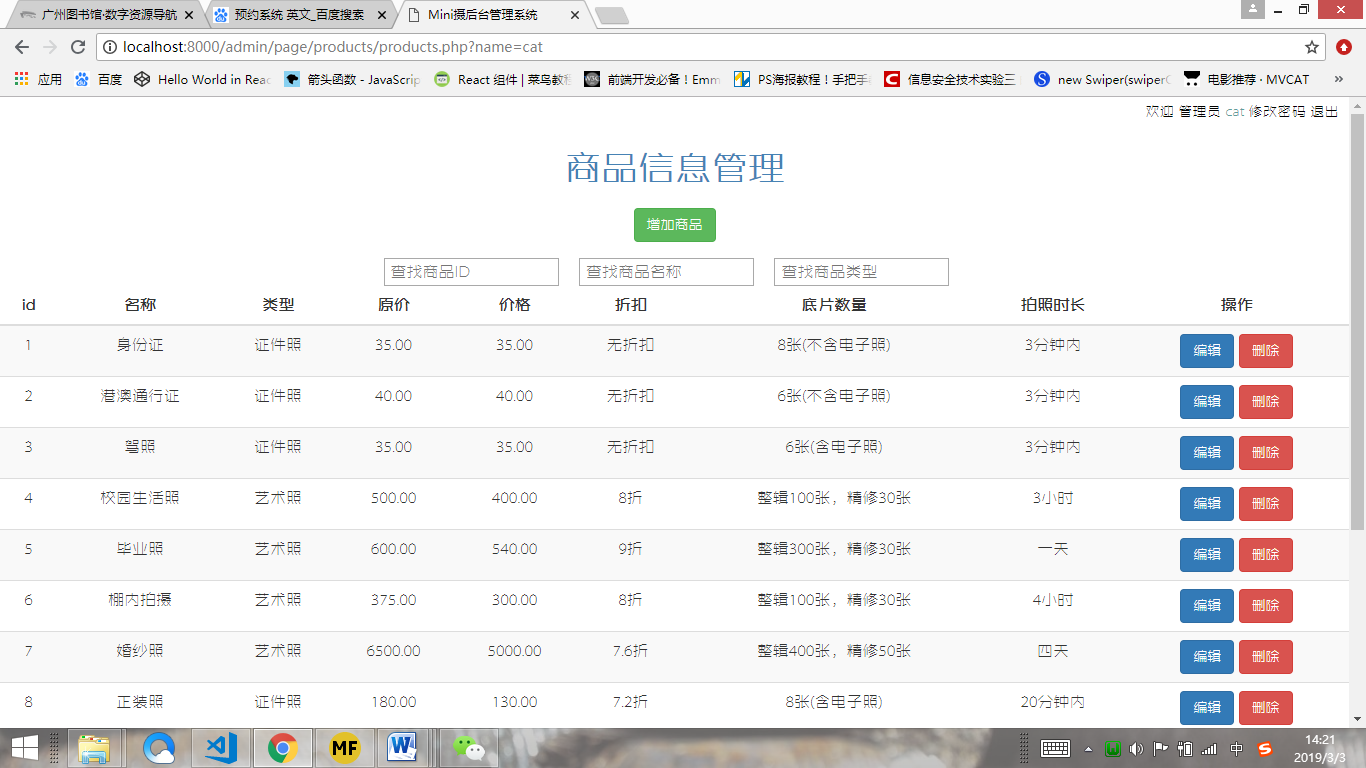 广州图书馆·数字资源导航 预约系统 英文_百度搜索 Mini摄后台管理系统
localhost:8000/admin/page/products/products.php?name=cat
应用 百度 Hello World in Reac 箭头函数 - JavaScrip React 组件 | 菜鸟教程 前端开发必备！Emm PS海报教程！手把手 信息安全技术实验三 new Swiper(swiperC 电影推荐 · MVCAT »
欢迎 管理员 cat 修改密码 退出
商品信息管理
增加商品
查找商品ID 查找商品名称 查找商品类型
id 名称 类型 原价 价格 折扣 底片数量 拍照时长 操作
1 身份证 证件照 35.00 35.00 无折扣 8张(不含电子照) 3分钟内 编辑 删除
2 港澳通行证 证件照 40.00 40.00 无折扣 6张(不含电子照) 3分钟内 编辑 删除
3 驾照 证件照 35.00 35.00 无折扣 6张(含电子照) 3分钟内 编辑 删除
4 校园生活照 艺术照 500.00 400.00 8折 整辑100张，精修30张 3小时 编辑 删除
5 毕业照 艺术照 600.00 540.00 9折 整辑300张，精修30张 一天 编辑 删除
6 棚内拍摄 艺术照 375.00 300.00 8折 整辑100张，精修30张 4小时 编辑 删除
7 婚纱照 艺术照 6500.00 5000.00 7.6折 整辑400张，精修50张 四天 编辑 删除
8 正装照 证件照 180.00 130.00 7.2折 8张(含电子照) 20分钟内 编辑 删除
MF 中 14:21
2019/3/3